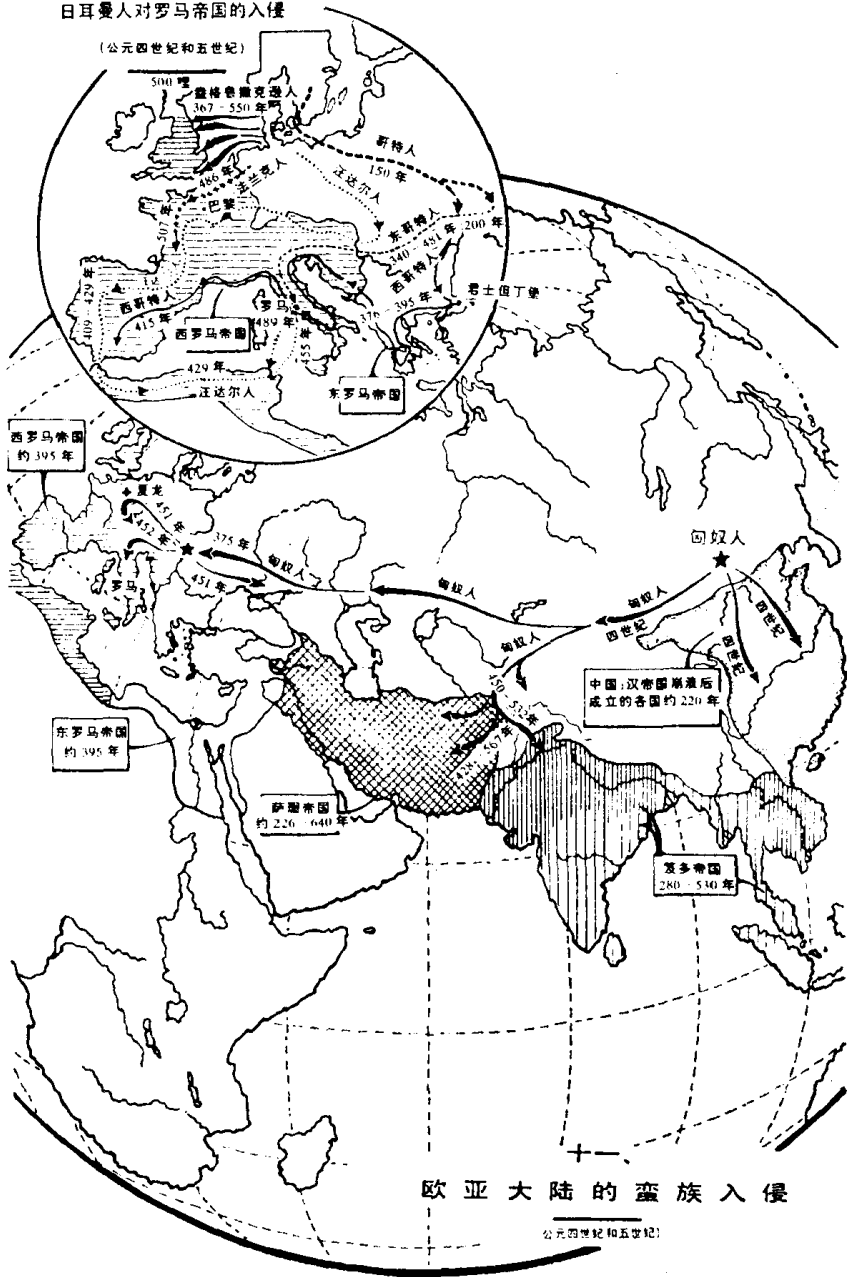 日耳曼人对罗马帝国的入侵
(公元四世纪和五世纪)
500 哩
盎格鲁撒克逊人
367 - 550 年
哥特人
150 年
486 年
法兰克人
巴黎
汪达尔人
507 年
东哥特人
340 - 481 年
200 年
西哥特人
376 - 395 年
君士但丁堡
409 - 429 年
西哥特人
415 年
西罗马帝国
罗马
489 年
455 年
429 年
汪达尔人
东罗马帝国
西罗马帝国
约 395 年
夏龙
451 年
452 年
375 年
匈奴人
451 年
罗马
匈奴人
匈奴人
匈奴人
四世纪
四世纪
四世纪
匈奴人
中国:汉帝国崩溃后
成立的各国约 220 年
东罗马帝国
约 395 年
萨珊帝国
约 226 - 640 年
笈多帝国
280 - 530 年
十一、
欧亚大陆的蛮族入侵
(公元四世纪和五世纪)